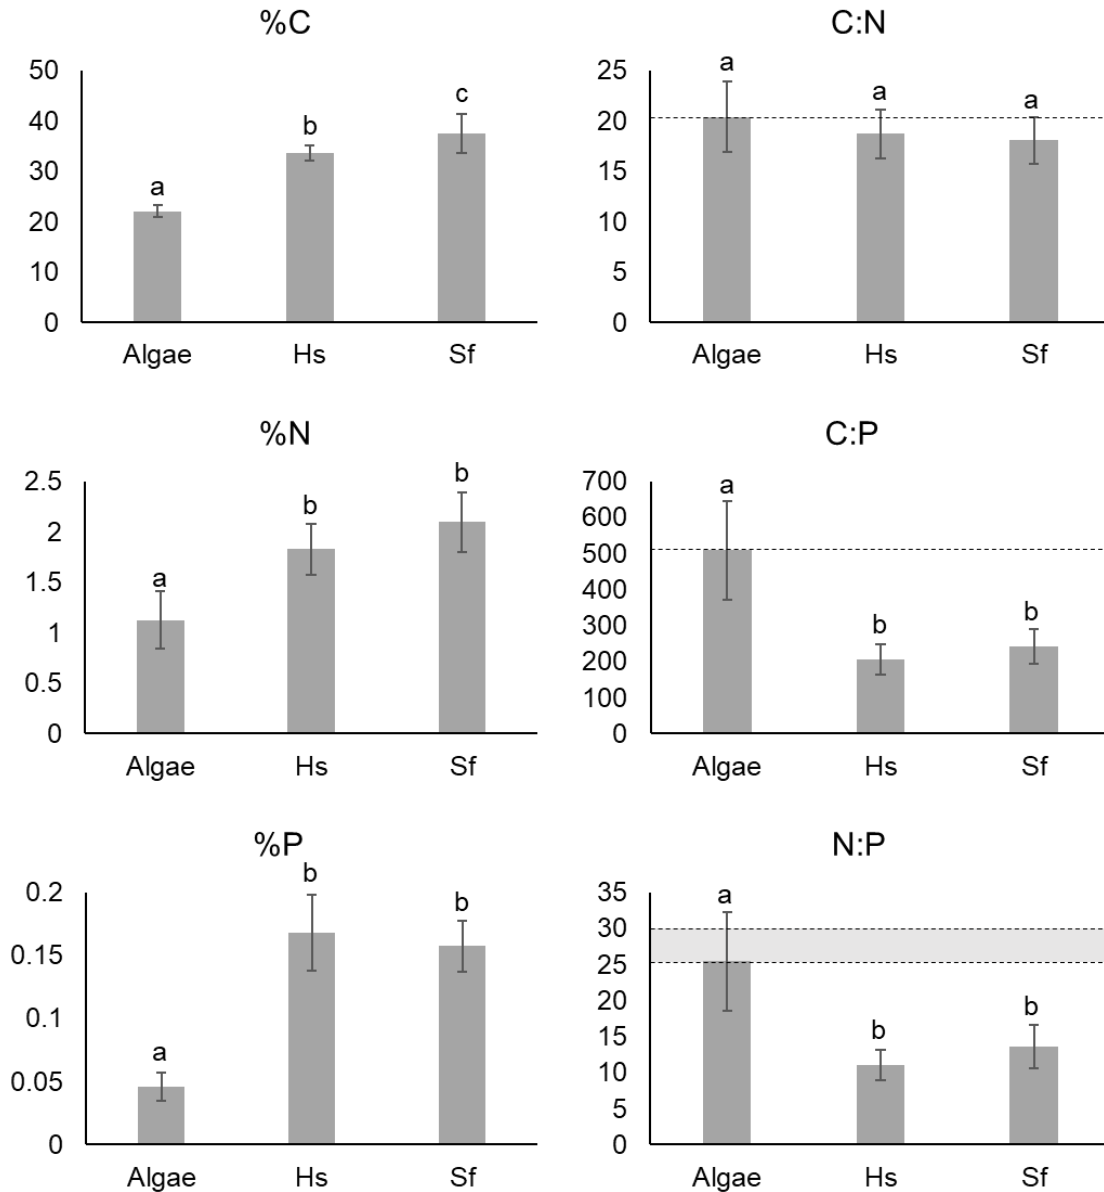 %C
50
40
30
20
10
0
a
b
c
Algae Hs Sf
C:N
25
20
15
10
5
0
a
a
a
Algae Hs Sf
%N
2.5
2
1.5
1
0.5
0
a
b
b
Algae Hs Sf
C:P
700
600
500
400
300
200
100
0
a
b
b
Algae Hs Sf
%P
0.2
0.15
0.1
0.05
0
a
b
b
Algae Hs Sf
N:P
35
30
25
20
15
10
5
0
a
b
b
Algae Hs Sf